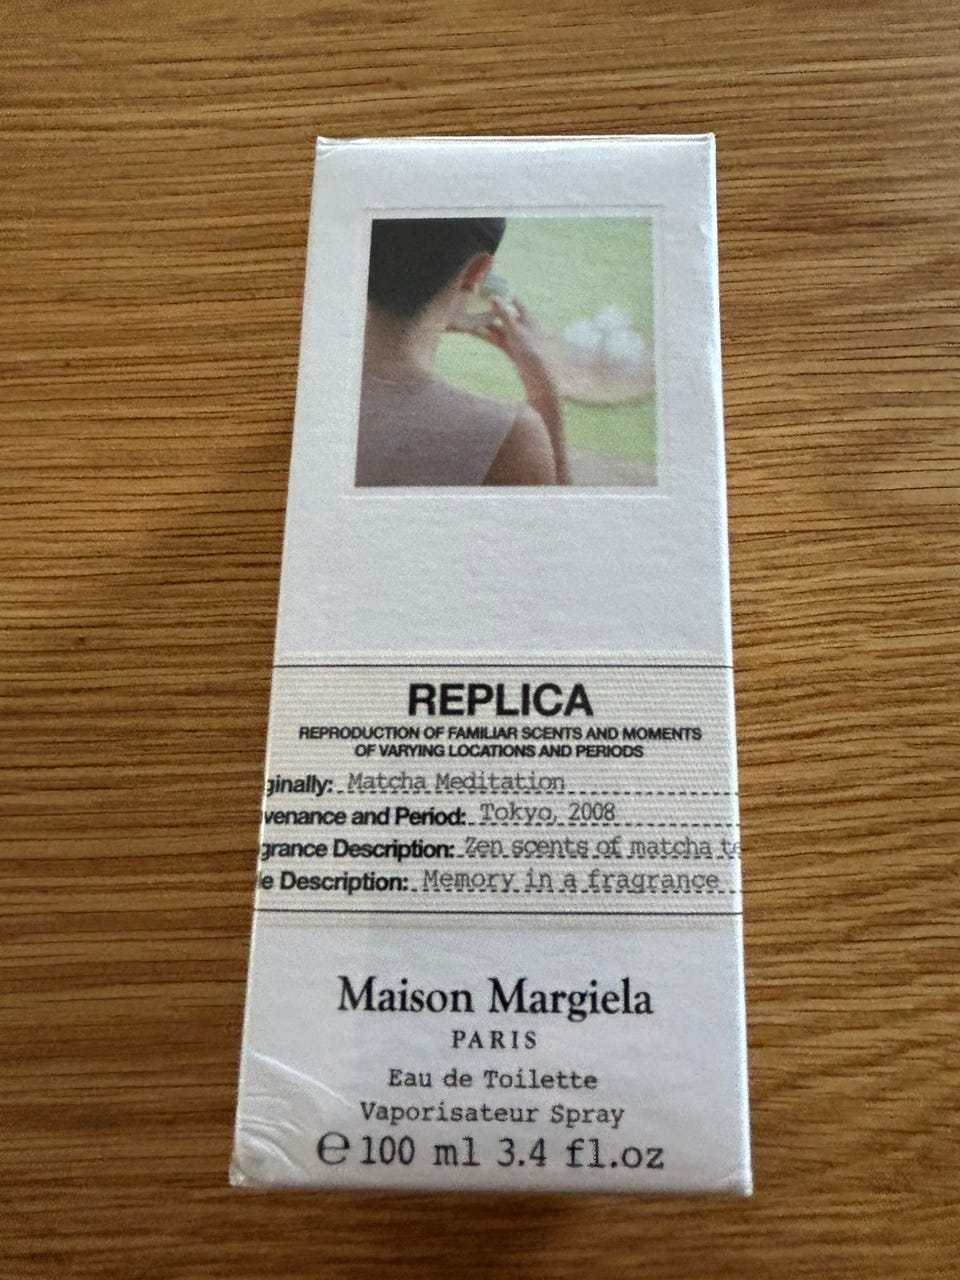 REPLICA
REPRODUCTION OF FAMILIAR SCENTS AND MOMENTS
OF VARYING LOCATIONS AND PERIODS
ginally: Matcha Meditation
venance and Period: Tokyo, 2008
grance Description: Zen scents of matcha te
le Description: Memory in a fragrance
Maison Margiela
PARIS
Eau de Toilette
Vaporisateur Spray
℮ 100 ml 3.4 fl.oz